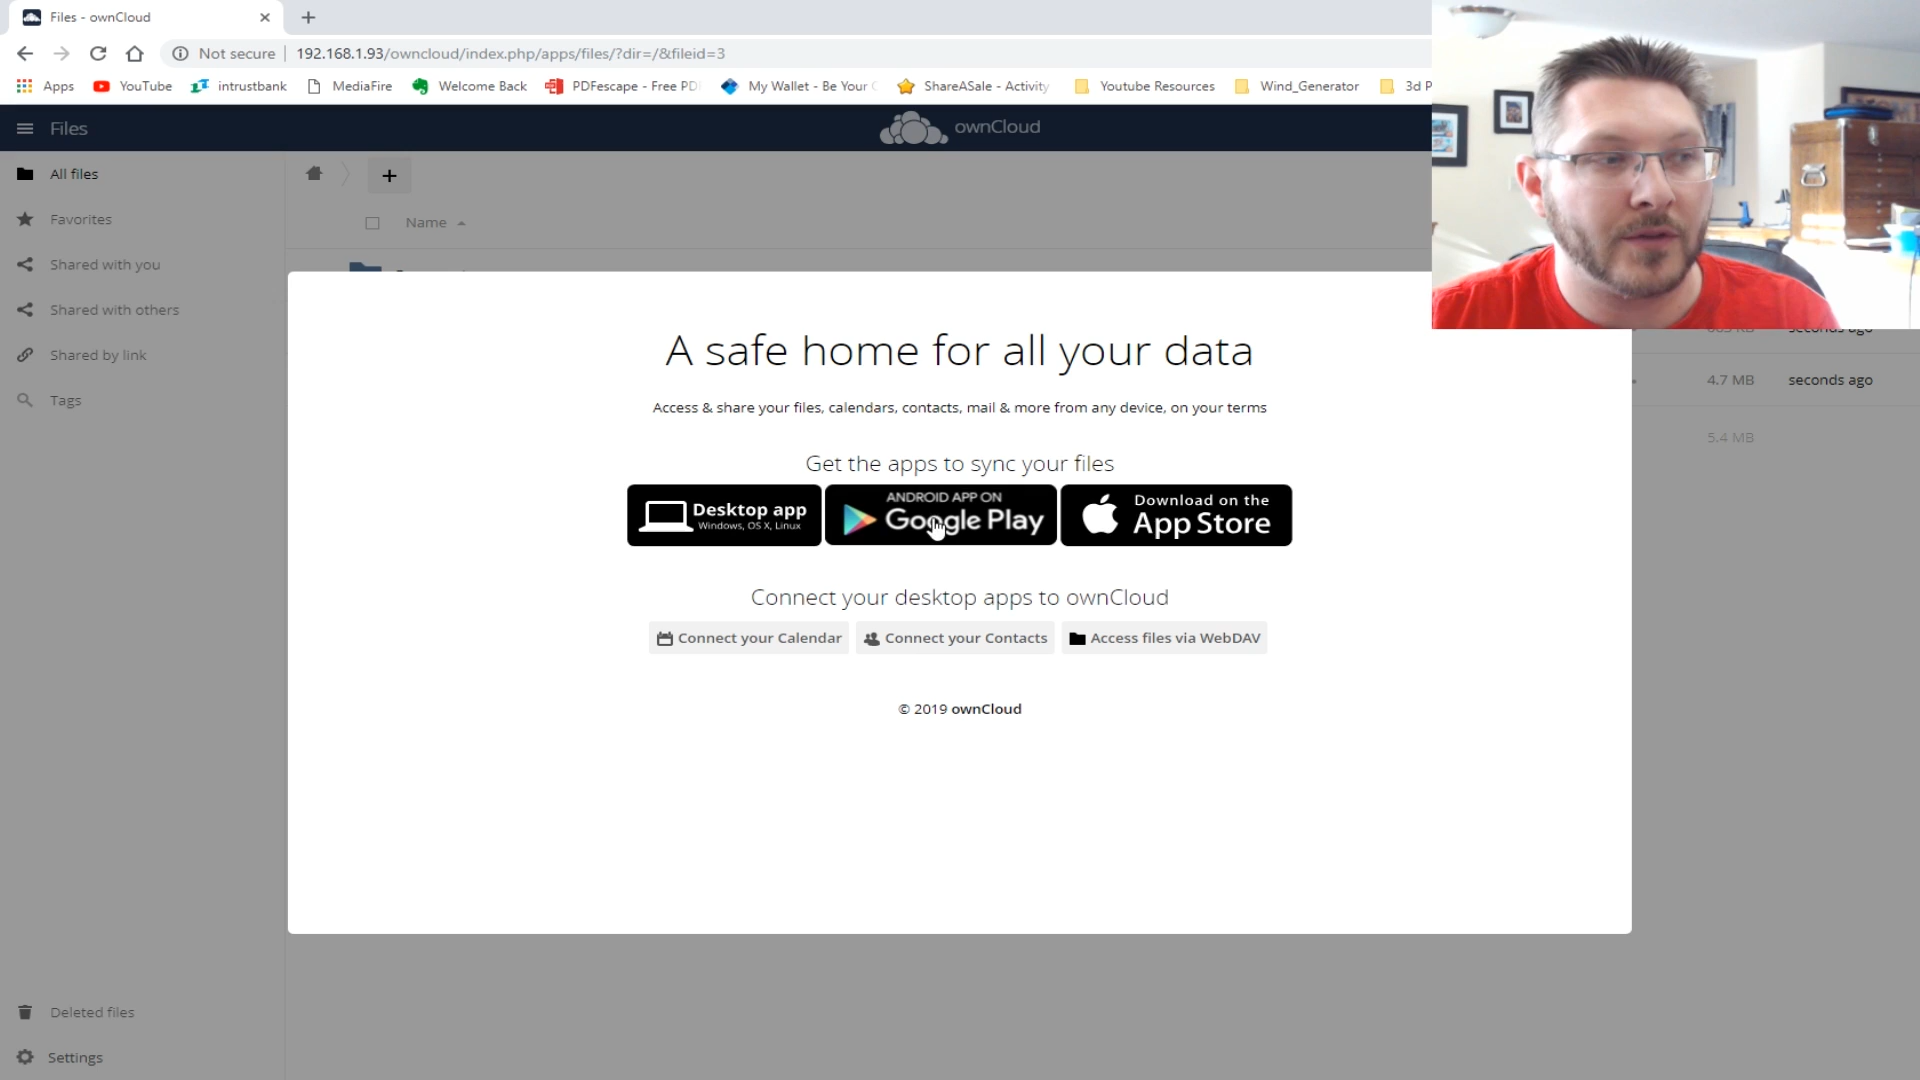 Files - ownCloud
Not secure | 192.168.1.93/owncloud/index.php/apps/files/?dir=/&fileid=3
Apps YouTube intrustbank MediaFire Welcome Back PDFescape - Free PD My Wallet - Be Your ShareASale - Activity Youtube Resources Wind_Generator 3d P
Files
ownCloud
All files
Favorites
Shared with you
Shared with others
Shared by link
Tags
Deleted files
Settings
Name
A safe home for all your data
Access & share your files, calendars, contacts, mail & more from any device, on your terms
Get the apps to sync your files
Desktop app
Windows, OS X, Linux
ANDROID APP ON
Google Play
Download on the
App Store
Connect your desktop apps to ownCloud
Connect your Calendar
Connect your Contacts
Access files via WebDAV
© 2019 ownCloud
seconds ago
4.7 MB seconds ago
5.4 MB